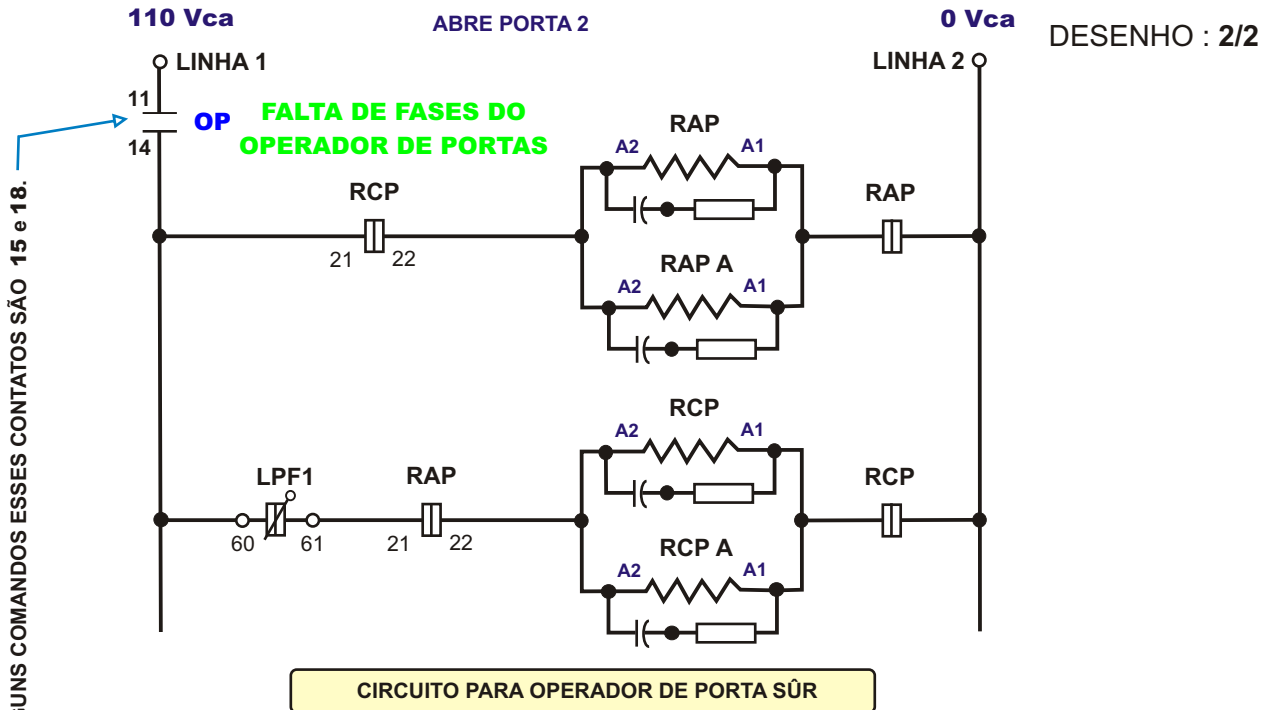 110 Vca
ABRE PORTA 2
0 Vca
DESENHO : 2/2
LINHA 1
LINHA 2
11
OP
14
FALTA DE FASES DO
OPERADOR DE PORTAS
GUNS COMANDOS ESSES CONTATOS SÃO 15 e 18.
RAP
A2
A1
RCP
21
22
RAP
RAP A
A2
A1
RCP
A2
A1
LPF1
60
61
RAP
21
22
RCP
RCP A
A2
A1
CIRCUITO PARA OPERADOR DE PORTA SÛR